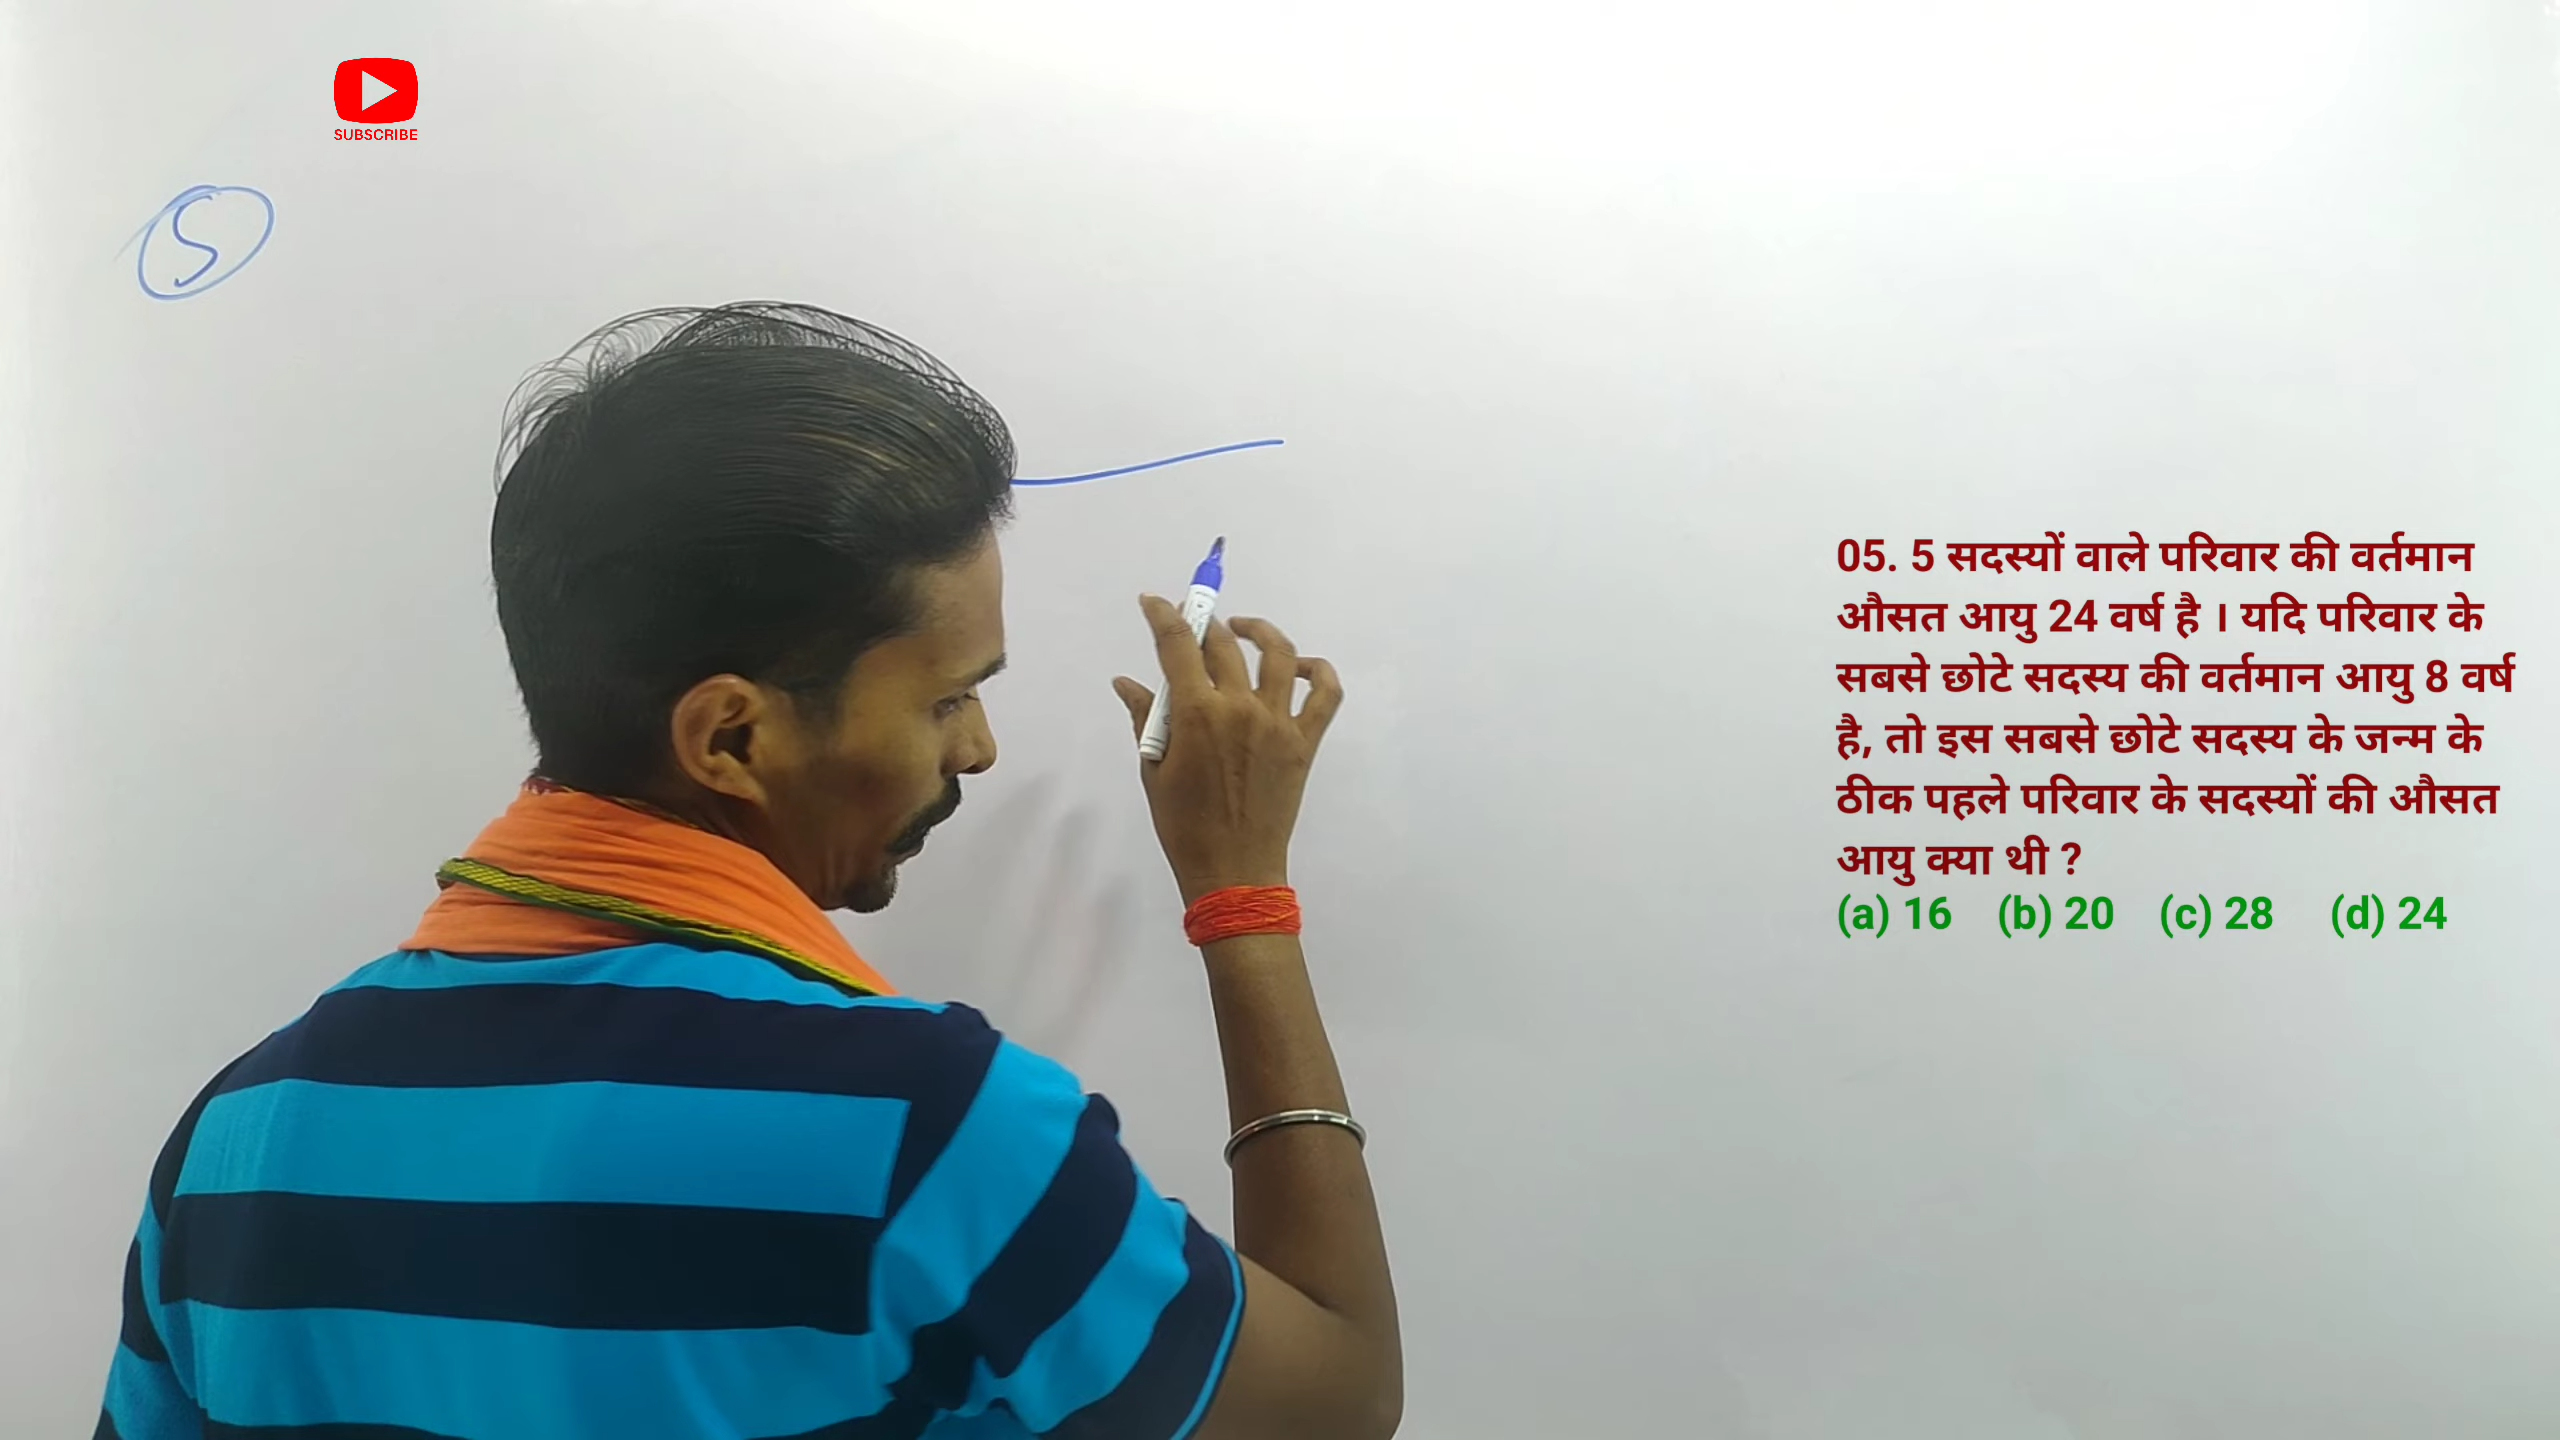 SUBSCRIBE
5
05. 5 सदस्यों वाले परिवार की वर्तमान
औसत आयु 24 वर्ष है । यदि परिवार के
सबसे छोटे सदस्य की वर्तमान आयु 8 वर्ष
है, तो इस सबसे छोटे सदस्य के जन्म के
ठीक पहले परिवार के सदस्यों की औसत
आयु क्या थी ?
(a) 16 (b) 20 (c) 28 (d) 24